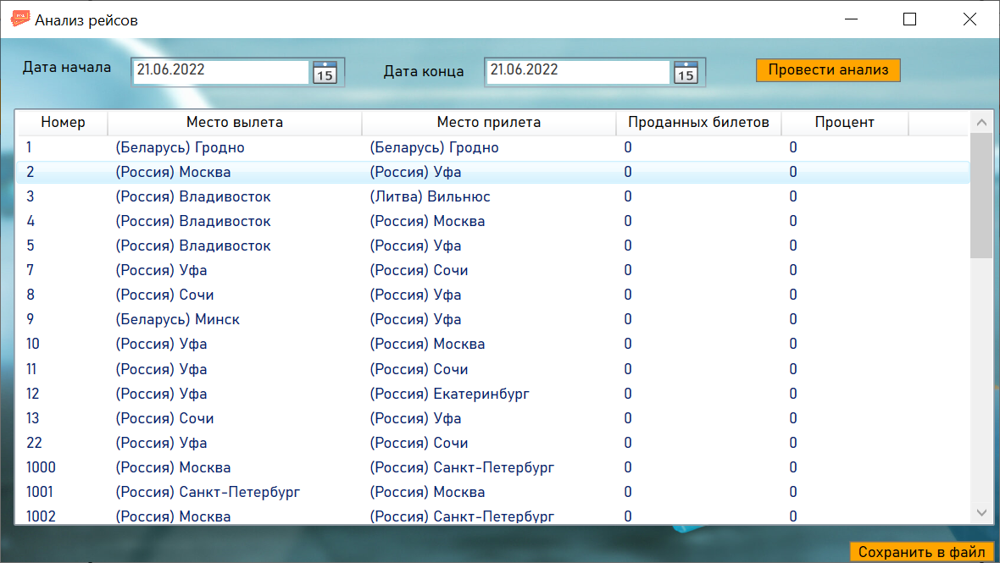 Анализ рейсов
Дата начала 21.06.2022 15 Дата конца 21.06.2022 15 Провести анализ
Номер Место вылета Место прилета Проданных билетов Процент
1 (Беларусь) Гродно (Беларусь) Гродно 0 0
2 (Россия) Москва (Россия) Уфа 0 0
3 (Россия) Владивосток (Литва) Вильнюс 0 0
4 (Россия) Владивосток (Россия) Москва 0 0
5 (Россия) Владивосток (Россия) Уфа 0 0
7 (Россия) Уфа (Россия) Сочи 0 0
8 (Россия) Сочи (Россия) Уфа 0 0
9 (Беларусь) Минск (Россия) Уфа 0 0
10 (Россия) Уфа (Россия) Москва 0 0
11 (Россия) Уфа (Россия) Сочи 0 0
12 (Россия) Уфа (Россия) Екатеринбург 0 0
13 (Россия) Сочи (Россия) Уфа 0 0
22 (Россия) Уфа (Россия) Сочи 0 0
1000 (Россия) Москва (Россия) Санкт-Петербург 0 0
1001 (Россия) Санкт-Петербург (Россия) Москва 0 0
1002 (Россия) Москва (Россия) Санкт-Петербург 0 0
Сохранить в файл